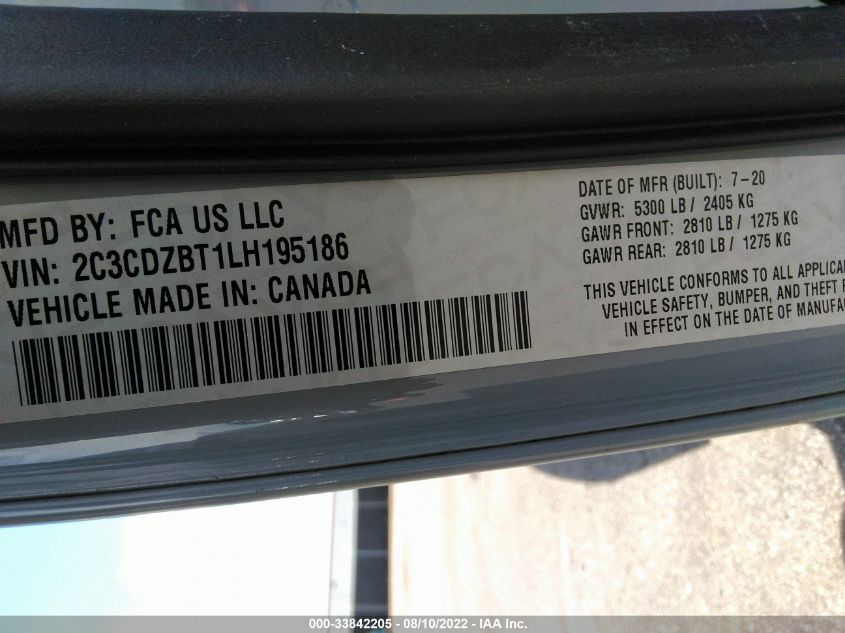 MFD BY: FCA US LLC
VIN: 2C3CDZBT1LH195186
VEHICLE MADE IN: CANADA
DATE OF MFR (BUILT): 7-20
GVWR: 5300 LB / 2405 KG
GAWR FRONT: 2810 LB / 1275 KG
GAWR REAR: 2810 LB / 1275 KG
THIS VEHICLE CONFORMS TO ALL
VEHICLE SAFETY, BUMPER, AND THEFT
IN EFFECT ON THE DATE OF
000-33842205 - 08/10/2022 - IAA Inc.